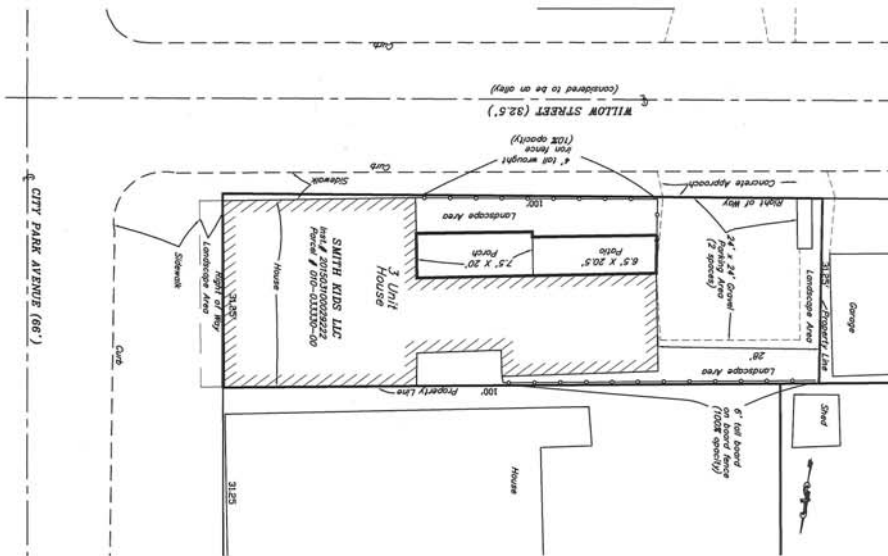 Curb
WILLOW STREET (32.5')
(considered to be an alley)
4' tall wrought
iron fence
(10% opacity)
Curb
Sidewalk
Concrete Approach
Right of Way
100'
Landscape Area
CITY PARK AVENUE (66')
Curb
Sidewalk
Right of Way
Landscape Area
31.25'
House
SMITH KIDS LLC
Inst.# 201503100029222
Parcel # 010-033330-00
3 Unit
House
7.5' X 20'
Porch
6.5' X 20.5'
Patio
24' x 24' Gravel
Parking Area
(2 spaces)
Landscape Area
31.25'
Property Line
Garage
28'
Landscape Area
Property Line
100'
6' tall board
on board fence
(100% opacity)
Shed
31.25
House